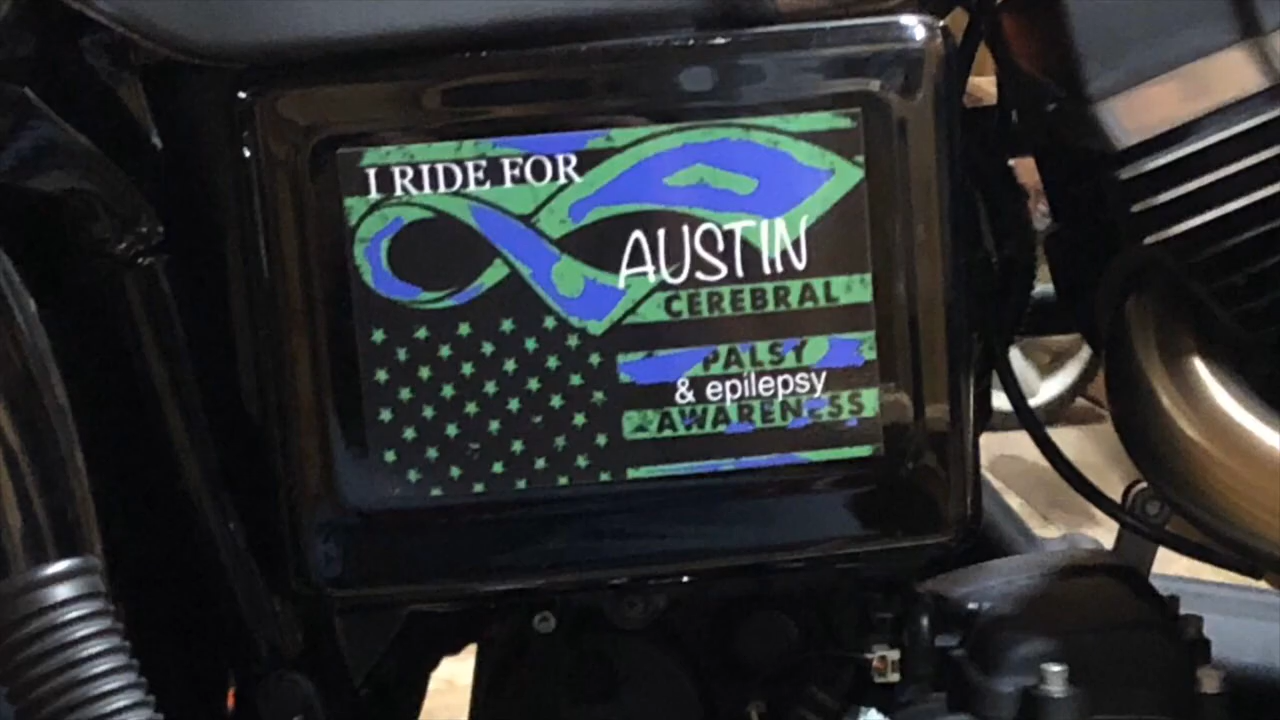 I RIDE FOR
AUSTIN
CEREBRAL
PALSY
& epilepsy
AWARENESS